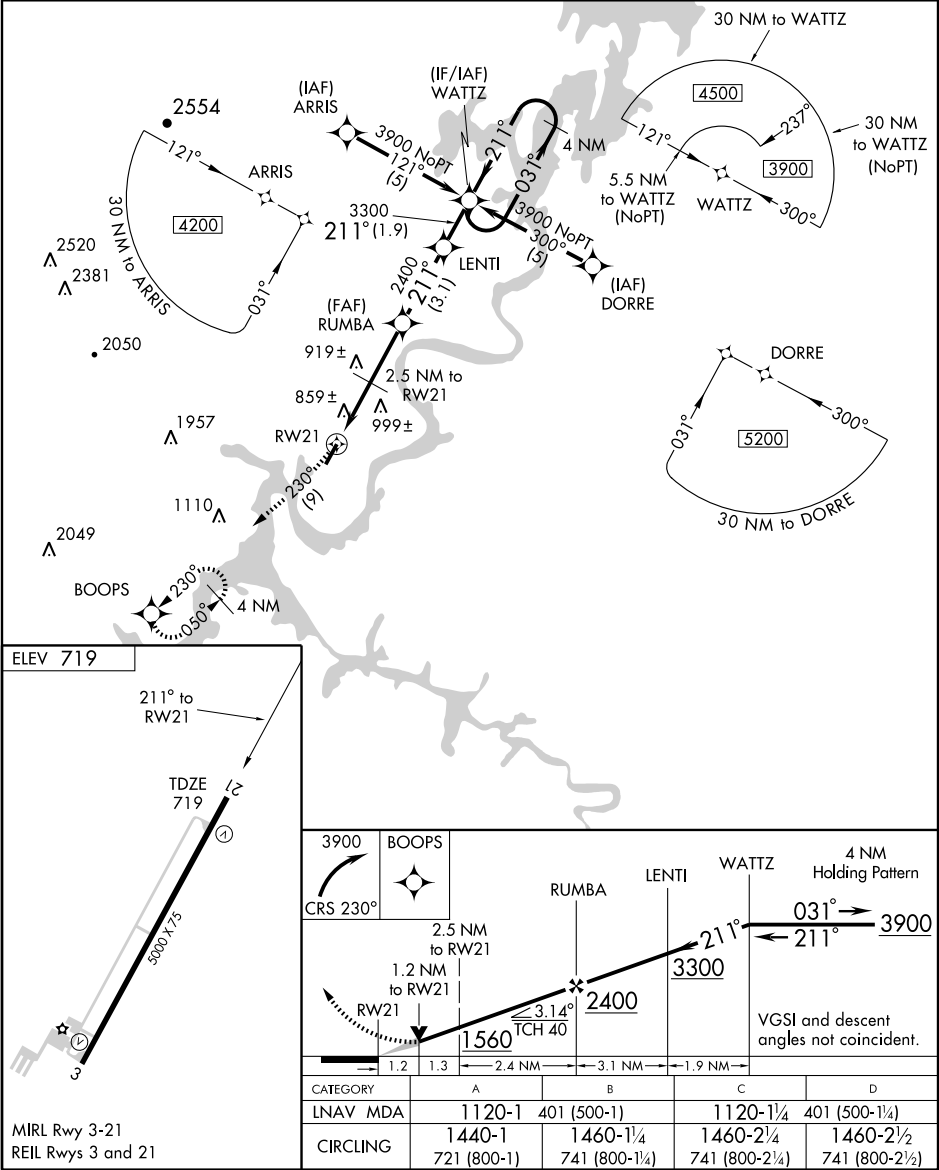 30 NM to WATTZ
4500
237°
121°
30 NM
to WATTZ
(NoPT)
3900
5.5 NM
to WATTZ
(NoPT)
WATTZ
300°
(IAF)
ARRIS
(IF/IAF)
WATTZ
2554
121°
ARRIS
4200
30 NM to ARRIS
031°
3900 NoPT
121°
(5)
211°
031°
4 NM
3300
211° (1.9)
3900 NoPT
300°
(5)
LENTI
(IAF)
DORRE
2400
211°
(3.1)
(FAF)
RUMBA
2520
2381
2050
919±
2.5 NM to
RW21
859±
999±
1957
RW21
230°
(9)
1110
2049
BOOPS
230°
050°
4 NM
DORRE
031°
300°
5200
30 NM to DORRE
ELEV 719
211° to
RW21
TDZE
719
21
V
5000 X 75
V
3
MIRL Rwy 3-21
REIL Rwys 3 and 21
3900
CRS 230°
BOOPS
RUMBA
LENTI
WATTZ
4 NM
Holding Pattern
031°
211°
3900
211°
3300
2400
2.5 NM
to RW21
1.2 NM
to RW21
RW21
3.14°
TCH 40
1560
VGSI and descent
angles not coincident.
1.2 1.3 2.4 NM 3.1 NM 1.9 NM
CATEGORY A B C D
LNAV MDA 1120-1 401 (500-1) 1120-1¼ 401 (500-1¼)
CIRCLING 1440-1 1460-1¼ 1460-2¼ 1460-2½
721 (800-1) 741 (800-1¼) 741 (800-2¼) 741 (800-2½)